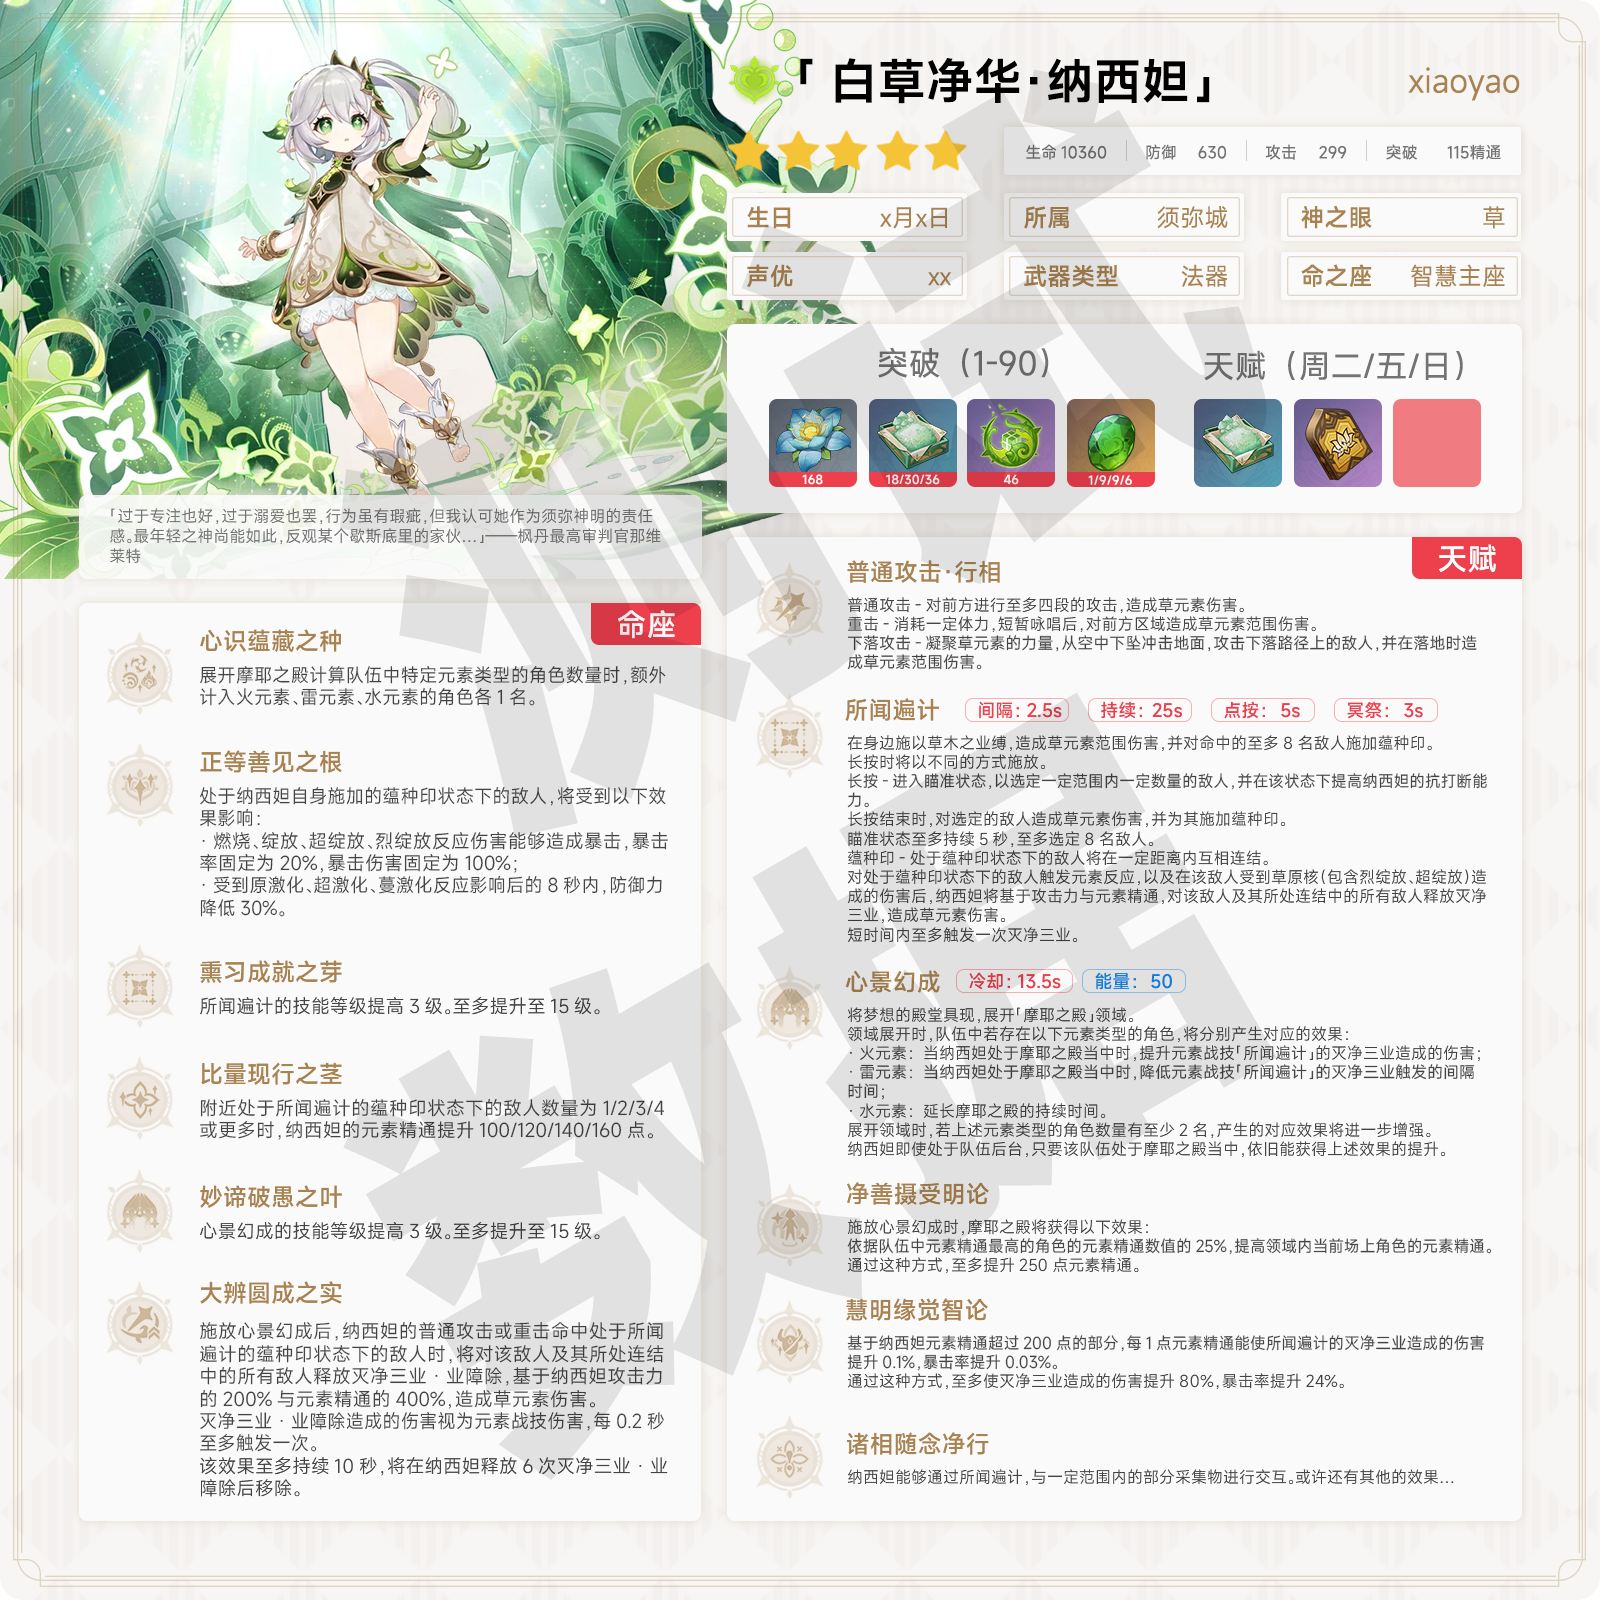 「白草净华·纳西妲」
xiaoyao
生命 10360 防御 630 攻击 299 突破 115精通
生日 x月x日
所属 须弥城
神之眼 草
声优 xx
武器类型 法器
命之座 智慧主座
突破（1-90）
天赋（周二/五/日）
168
18/30/36
46
1/9/9/6
「过于专注也好,过于溺爱也罢,行为虽有瑕疵,但我认可她作为须弥神明的责任
感。最年轻之神尚能如此,反观某个歇斯底里的家伙...」——枫丹最高审判官那维
莱特
命座
心识蕴藏之种
展开摩耶之殿计算队伍中特定元素类型的角色数量时,额外
计入火元素、雷元素、水元素的角色各 1 名。
正等善见之根
处于纳西妲自身施加的蕴种印状态下的敌人,将受到以下效
果影响:
· 燃烧、绽放、超绽放、烈绽放反应伤害能够造成暴击,暴击
率固定为 20%,暴击伤害固定为 100%;
· 受到原激化、超激化、蔓激化反应影响后的 8 秒内,防御力
降低 30%。
熏习成就之芽
所闻遍计的技能等级提高 3 级。至多提升至 15 级。
比量现行之茎
附近处于所闻遍计的蕴种印状态下的敌人数量为 1/2/3/4
或更多时,纳西妲的元素精通提升 100/120/140/160 点。
妙谛破愚之叶
心景幻成的技能等级提高 3 级。至多提升至 15 级。
大辨圆成之实
施放心景幻成后,纳西妲的普通攻击或重击命中处于所闻
遍计的蕴种印状态下的敌人时,将对该敌人及其所处连结
中的所有敌人释放灭净三业 · 业障除,基于纳西妲攻击力
的 200% 与元素精通的 400%,造成草元素伤害。
灭净三业 · 业障除造成的伤害视为元素战技伤害,每 0.2 秒
至多触发一次。
该效果至多持续 10 秒,将在纳西妲释放 6 次灭净三业 · 业
障除后移除。
天赋
普通攻击·行相
普通攻击 - 对前方进行至多四段的攻击,造成草元素伤害。
重击 - 消耗一定体力,短暂咏唱后,对前方区域造成草元素范围伤害。
下落攻击 - 凝聚草元素的力量,从空中下坠冲击地面,攻击下落路径上的敌人,并在落地时造
成草元素范围伤害。
所闻遍计 间隔: 2.5s 持续: 25s 点按: 5s 冥祭: 3s
在身边施以草木之业缚,造成草元素范围伤害,并对命中的至多 8 名敌人施加蕴种印。
长按时将以不同的方式施放。
长按 - 进入瞄准状态,以选定一定范围内一定数量的敌人,并在该状态下提高纳西妲的抗打断能
力。
长按结束时,对选定的敌人造成草元素伤害,并为其施加蕴种印。
瞄准状态至多持续 5 秒,至多选定 8 名敌人。
蕴种印 - 处于蕴种印状态下的敌人将在一定距离内互相连结。
对处于蕴种印状态下的敌人触发元素反应,以及在该敌人受到草原核(包含烈绽放、超绽放)造
成的伤害后,纳西妲将基于攻击力与元素精通,对该敌人及其所处连结中的所有敌人释放灭净
三业,造成草元素伤害。
短时间内至多触发一次灭净三业。
心景幻成 冷却: 13.5s 能量: 50
将梦想的殿堂具现,展开「摩耶之殿」领域。
领域展开时,队伍中若存在以下元素类型的角色,将分别产生对应的效果:
· 火元素: 当纳西妲处于摩耶之殿当中时,提升元素战技「所闻遍计」的灭净三业造成的伤害;
· 雷元素: 当纳西妲处于摩耶之殿当中时,降低元素战技「所闻遍计」的灭净三业触发的间隔
时间;
· 水元素: 延长摩耶之殿的持续时间。
展开领域时,若上述元素类型的角色数量有至少 2 名,产生的对应效果将进一步增强。
纳西妲即使处于队伍后台,只要该队伍处于摩耶之殿当中,依旧能获得上述效果的提升。
净善摄受明论
施放心景幻成时,摩耶之殿将获得以下效果:
依据队伍中元素精通最高的角色的元素精通数值的 25%,提高领域内当前场上角色的元素精通。
通过这种方式,至多提升 250 点元素精通。
慧明缘觉智论
基于纳西妲元素精通超过 200 点的部分,每 1 点元素精通能使所闻遍计的灭净三业造成的伤害
提升 0.1%,暴击率提升 0.03%。
通过这种方式,至多使灭净三业造成的伤害提升 80%,暴击率提升 24%。
诸相随念净行
纳西妲能够通过所闻遍计,与一定范围内的部分采集物进行交互。或许还有其他的效果...
测试
数据